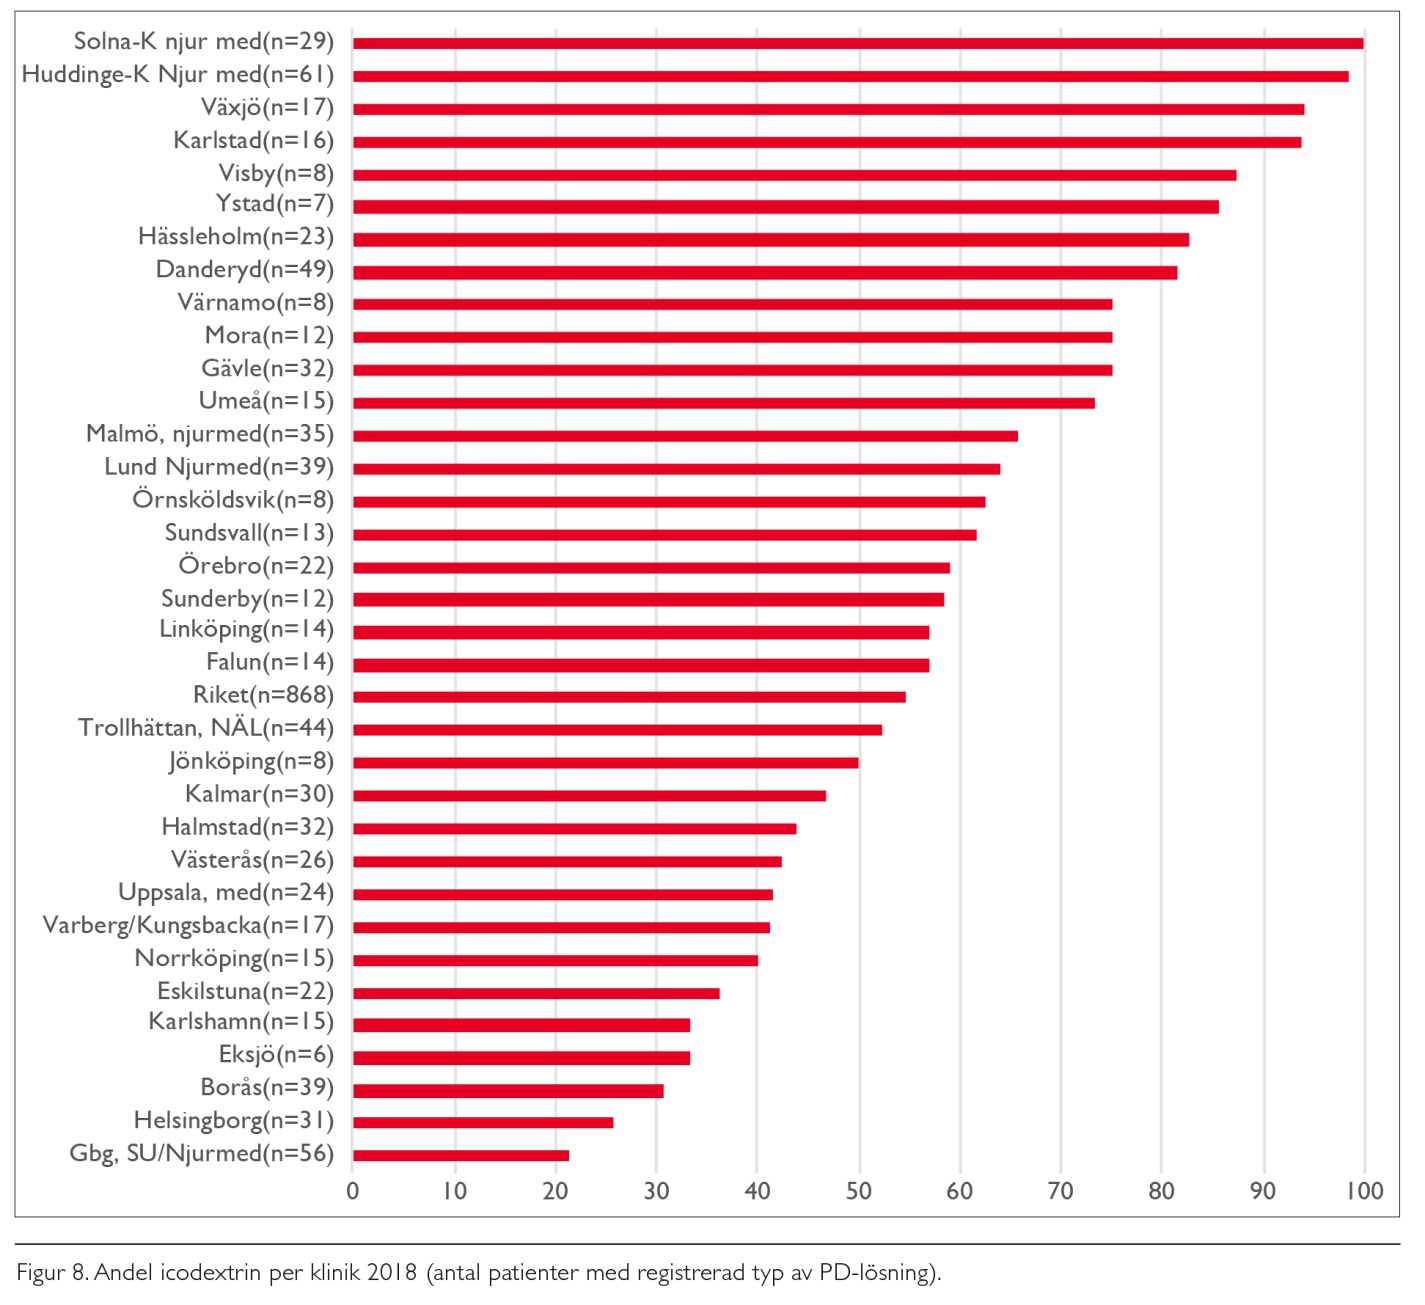 Solna-K njur med(n=29)
Huddinge-K Njur med(n=61)
Växjö(n=17)
Karlstad(n=16)
Visby(n=8)
Ystad(n=7)
Hässleholm(n=23)
Danderyd(n=49)
Värnamo(n=8)
Mora(n=12)
Gävle(n=32)
Umeå(n=15)
Malmö, njurmed(n=35)
Lund Njurmed(n=39)
Örnsköldsvik(n=8)
Sundsvall(n=13)
Örebro(n=22)
Sunderby(n=12)
Linköping(n=14)
Falun(n=14)
Riket(n=868)
Trollhättan, NÄL(n=44)
Jönköping(n=8)
Kalmar(n=30)
Halmstad(n=32)
Västerås(n=26)
Uppsala, med(n=24)
Varberg/Kungsbacka(n=17)
Norrköping(n=15)
Eskilstuna(n=22)
Karlshamn(n=15)
Eksjö(n=6)
Borås(n=39)
Helsingborg(n=31)
Gbg, SU/Njurmed(n=56)
0 10 20 30 40 50 60 70 80 90 100
Figur 8. Andel icodextrin per klinik 2018 (antal patienter med registrerad typ av PD-lösning).